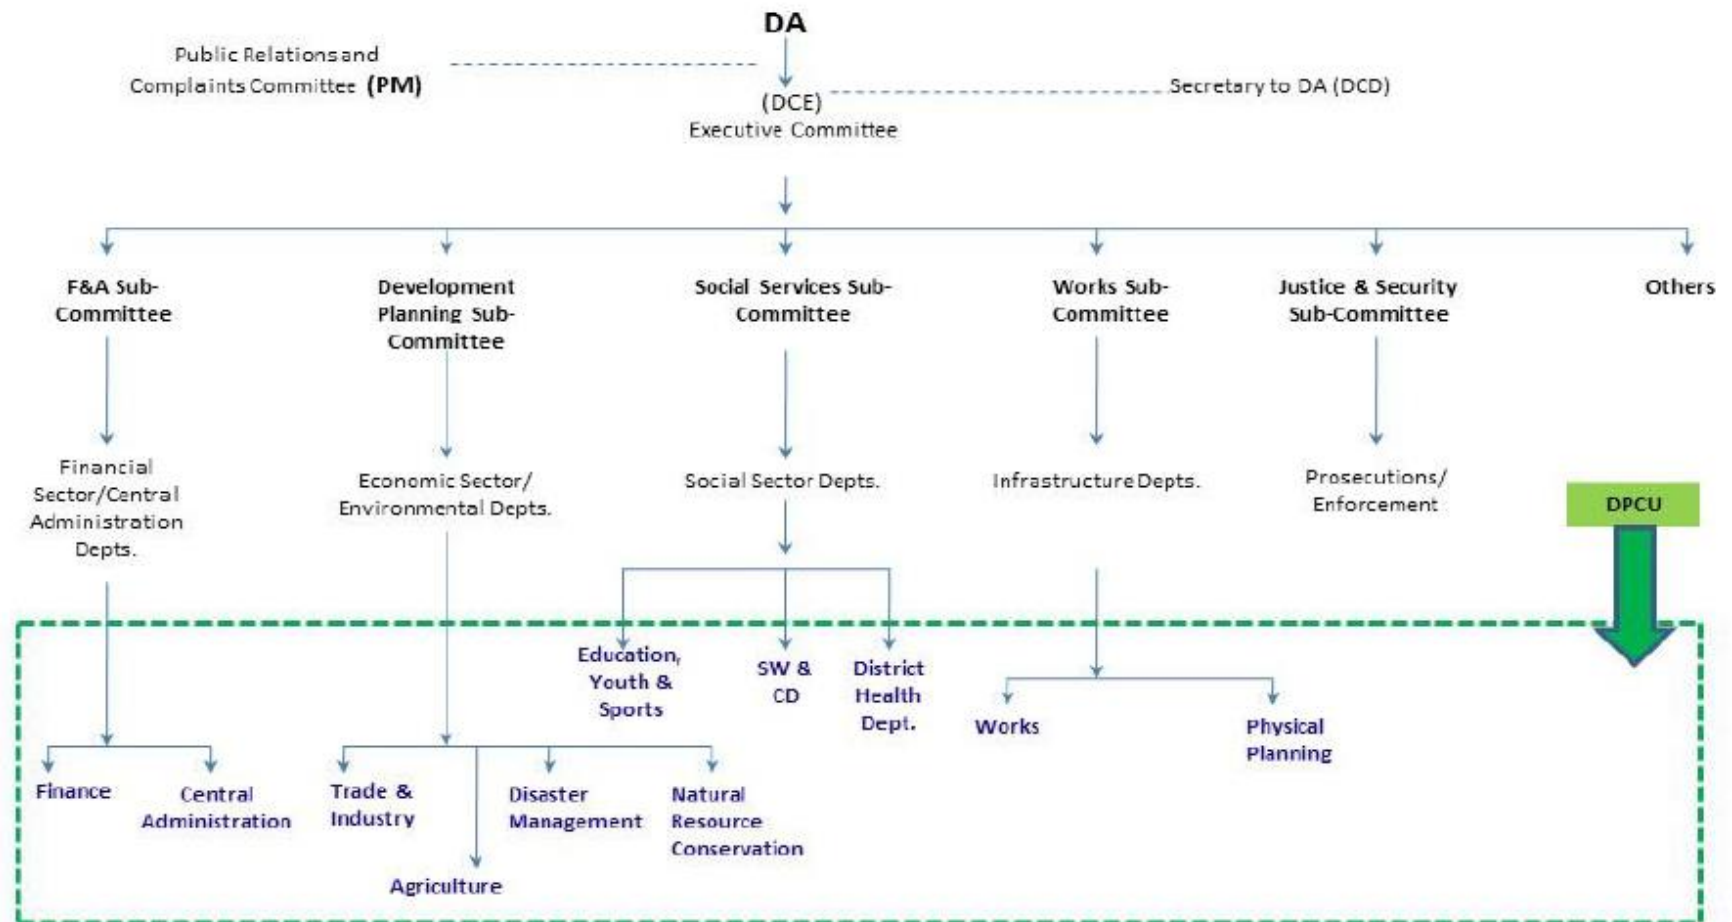 DA
Public Relations and
Complaints Committee (PM)
(DCE)
Executive Committee
Secretary to DA (DCD)
F&A Sub-
Committee
Development
Planning Sub-
Committee
Social Services Sub-
Committee
Works Sub-
Committee
Justice & Security
Sub-Committee
Others
Financial
Sector/Central
Administration
Depts.
Economic Sector/
Environmental Depts.
Social Sector Depts.
Infrastructure Depts.
Prosecutions/
Enforcement
DPCU
Education,
Youth &
Sports
SW &
CD
District
Health
Dept.
Works
Physical
Planning
Finance
Central
Administration
Trade &
Industry
Disaster
Management
Natural
Resource
Conservation
Agriculture